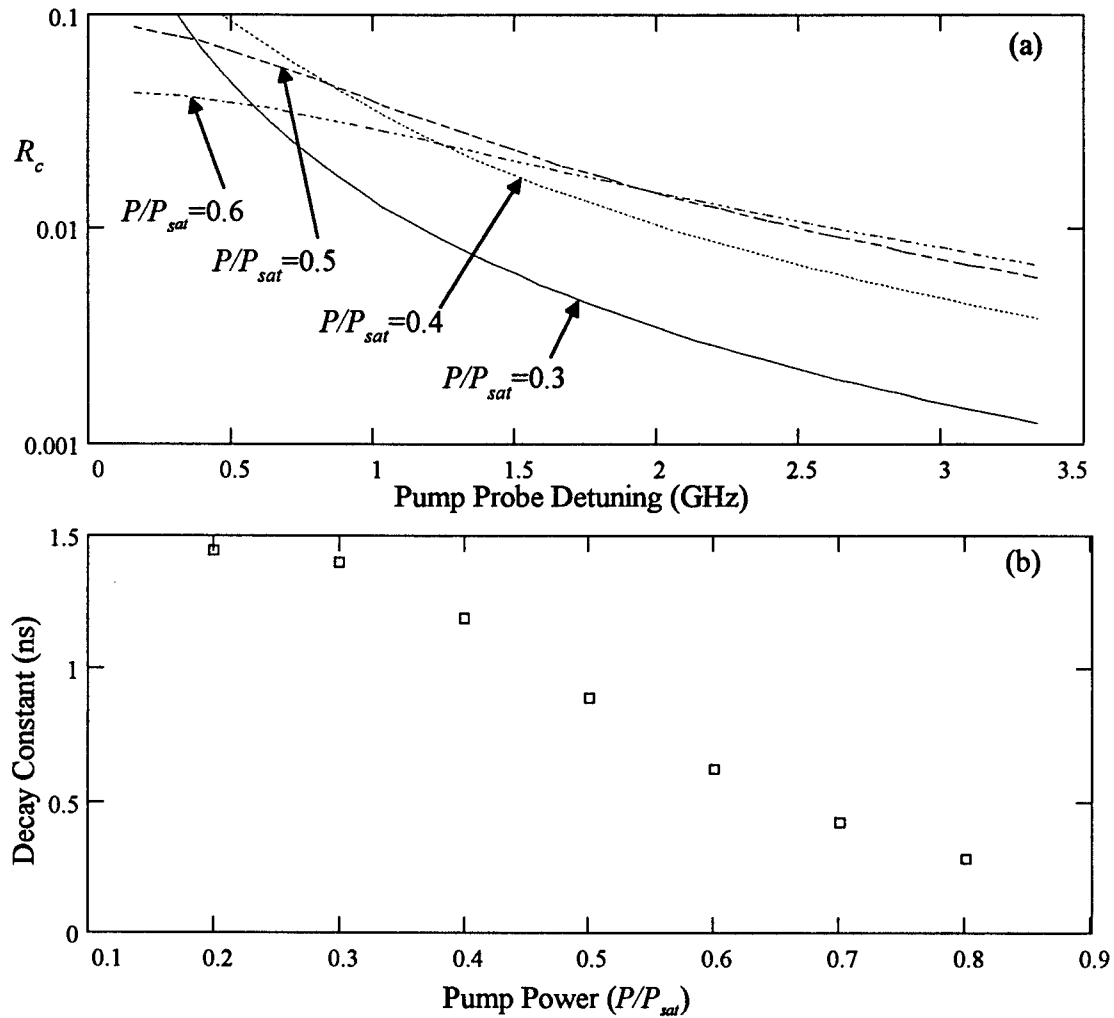 0.1
(a)
R_c
P/P_sat=0.6
0.01
P/P_sat=0.5
P/P_sat=0.4
P/P_sat=0.3
0.001
0 0.5 1 1.5 2 2.5 3 3.5
Pump Probe Detuning (GHz)
1.5
(b)
1
Decay Constant (ns)
0.5
0
0.1 0.2 0.3 0.4 0.5 0.6 0.7 0.8 0.9
Pump Power (P/P_sat)